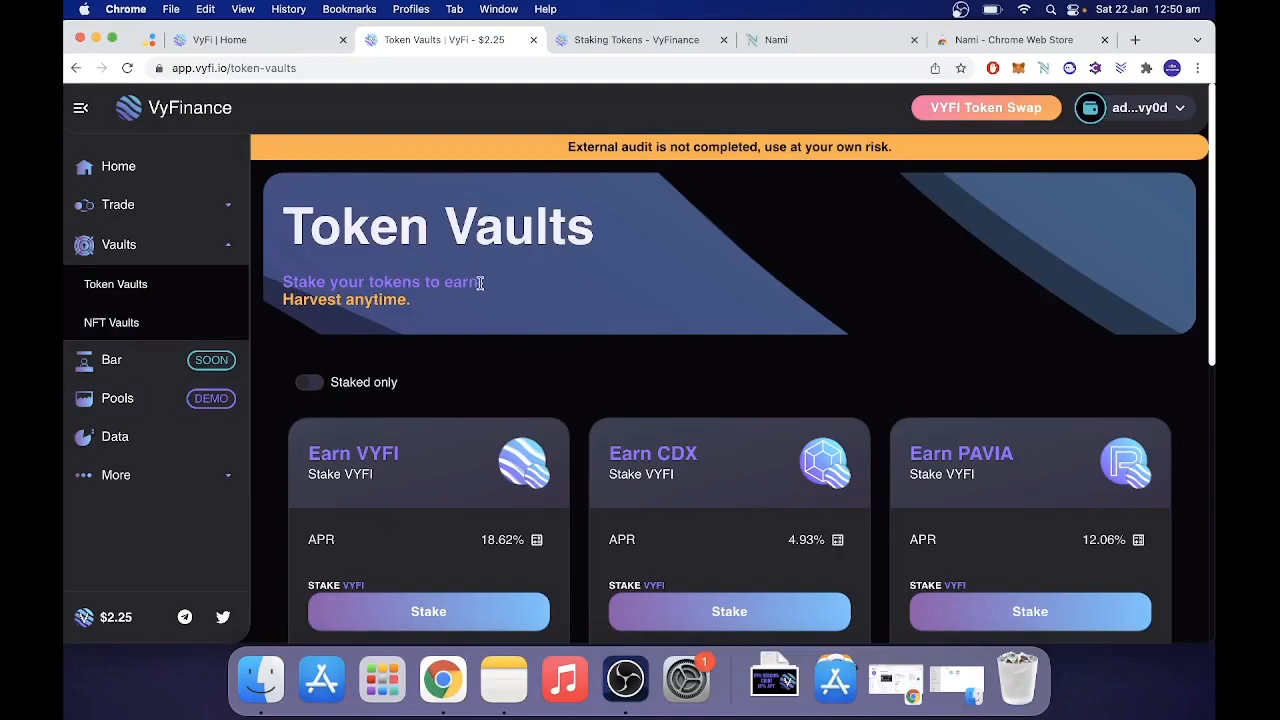 Chrome File Edit View History Bookmarks Profiles Tab Window Help
Sat 22 Jan 12:50 am
VyFi | Home
Token Vaults | VyFi - $2.25
Staking Tokens - VyFinance
Nami
Nami - Chrome Web Store
app.vyfi.io/token-vaults
VyFinance
VYFI Token Swap
ad...vy0d
External audit is not completed, use at your own risk.
Home
Trade
Vaults
Token Vaults
NFT Vaults
Bar SOON
Pools DEMO
Data
More
$2.25
Token Vaults
Stake your tokens to earn
Harvest anytime.
Staked only
Earn VYFI
Stake VYFI
APR 18.62%
STAKE VYFI
Stake
Earn CDX
Stake VYFI
APR 4.93%
STAKE VYFI
Stake
Earn PAVIA
Stake VYFI
APR 12.06%
STAKE VYFI
Stake
1